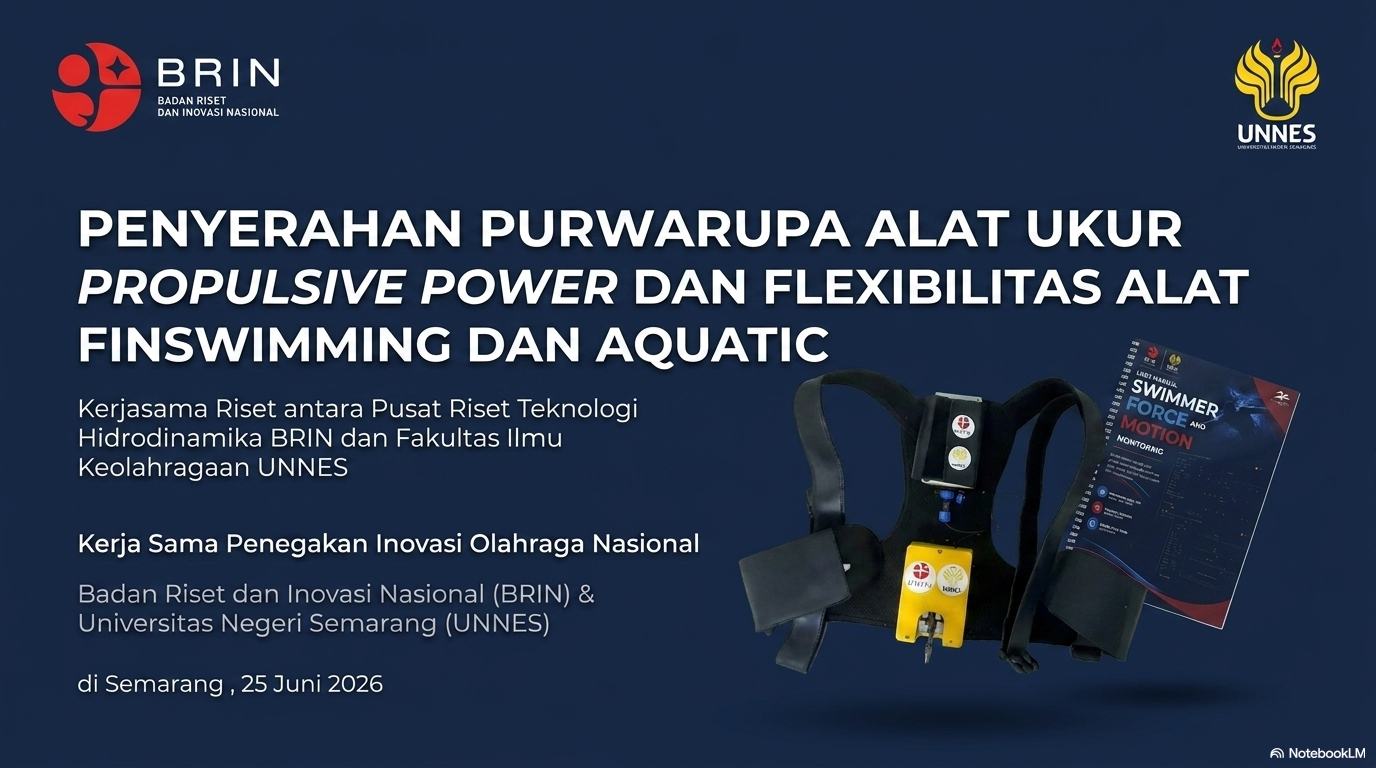 BRIN
BADAN RISET
DAN INOVASI NASIONAL
UNNES
PENYERAHAN PURWARUPA ALAT UKUR
PROPULSIVE POWER DAN FLEXIBILITAS ALAT
FINSWIMMING DAN AQUATIC
Kerjasama Riset antara Pusat Riset Teknologi
Hidrodinamika BRIN dan Fakultas Ilmu
Keolahragaan UNNES
Kerja Sama Penegakan Inovasi Olahraga Nasional
Badan Riset dan Inovasi Nasional (BRIN) &
Universitas Negeri Semarang (UNNES)
di Semarang , 25 Juni 2026
SWIMMER
FORCE AND
MOTION
MONITORING
NotebookLM